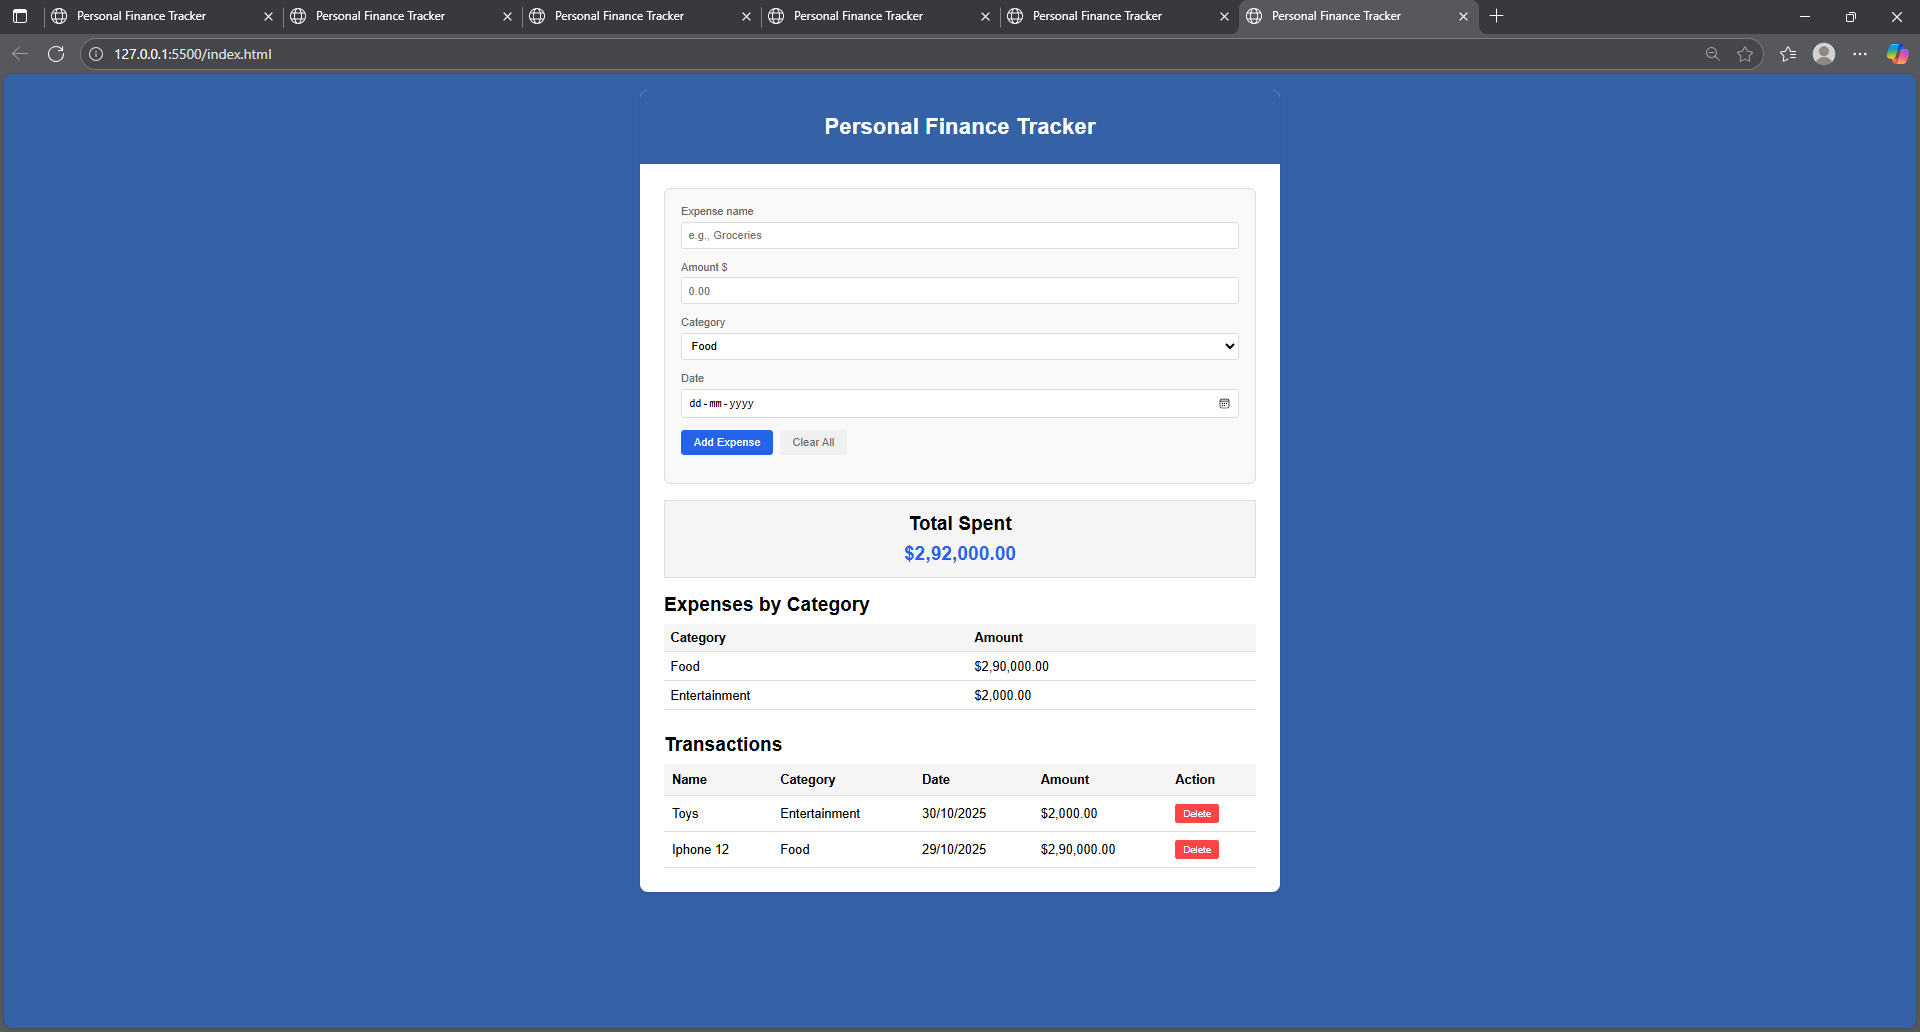 Personal Finance Tracker Personal Finance Tracker Personal Finance Tracker Personal Finance Tracker Personal Finance Tracker Personal Finance Tracker
127.0.0.1:5500/index.html
Personal Finance Tracker
Expense name
e.g., Groceries
Amount $
0.00
Category
Food
Date
dd-mm-yyyy
Add Expense Clear All
Total Spent
$2,92,000.00
Expenses by Category
Category Amount
Food $2,90,000.00
Entertainment $2,000.00
Transactions
Name Category Date Amount Action
Toys Entertainment 30/10/2025 $2,000.00 Delete
Iphone 12 Food 29/10/2025 $2,90,000.00 Delete